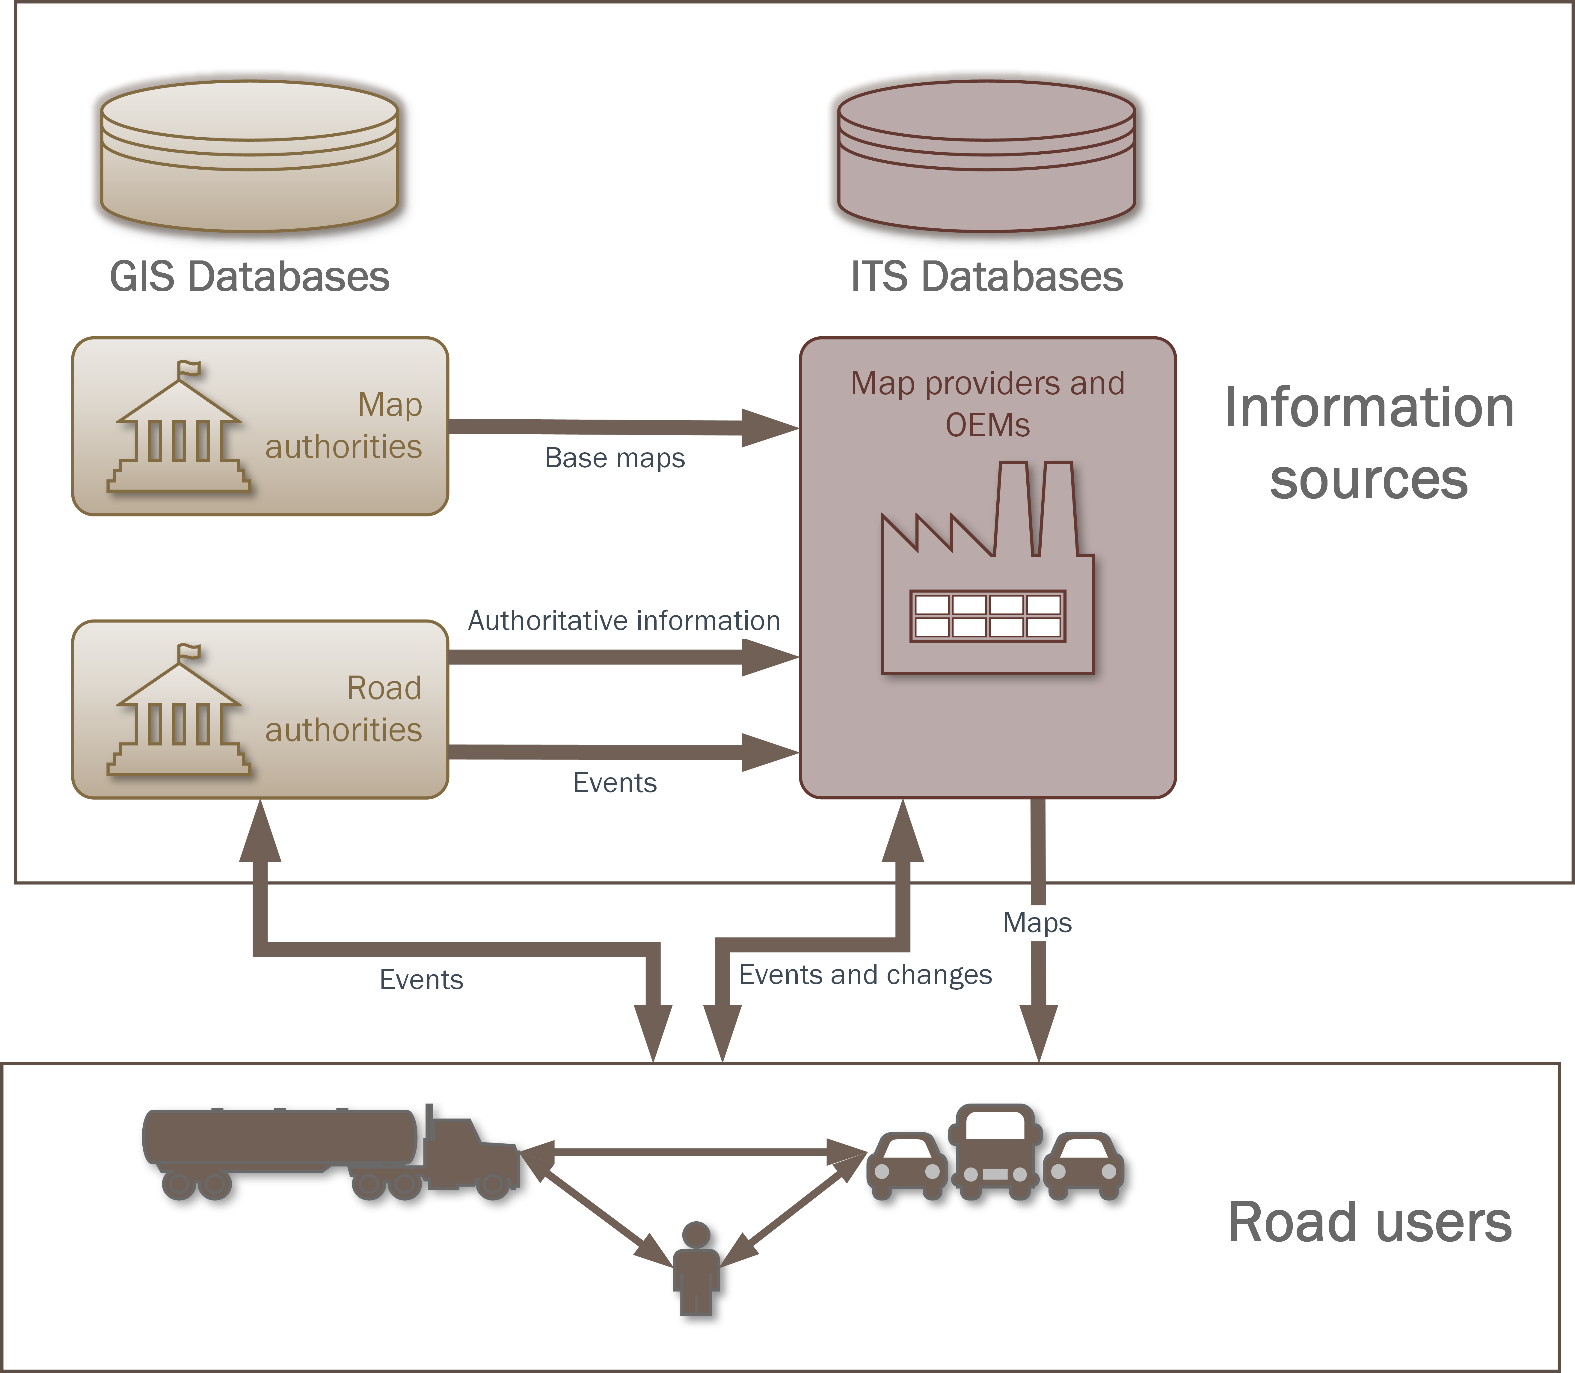 GIS Databases
ITS Databases
Map
authorities
Base maps
Map providers and
OEMs
Information
sources
Authoritative information
Road
authorities
Events
Maps
Events
Events and changes
Road users